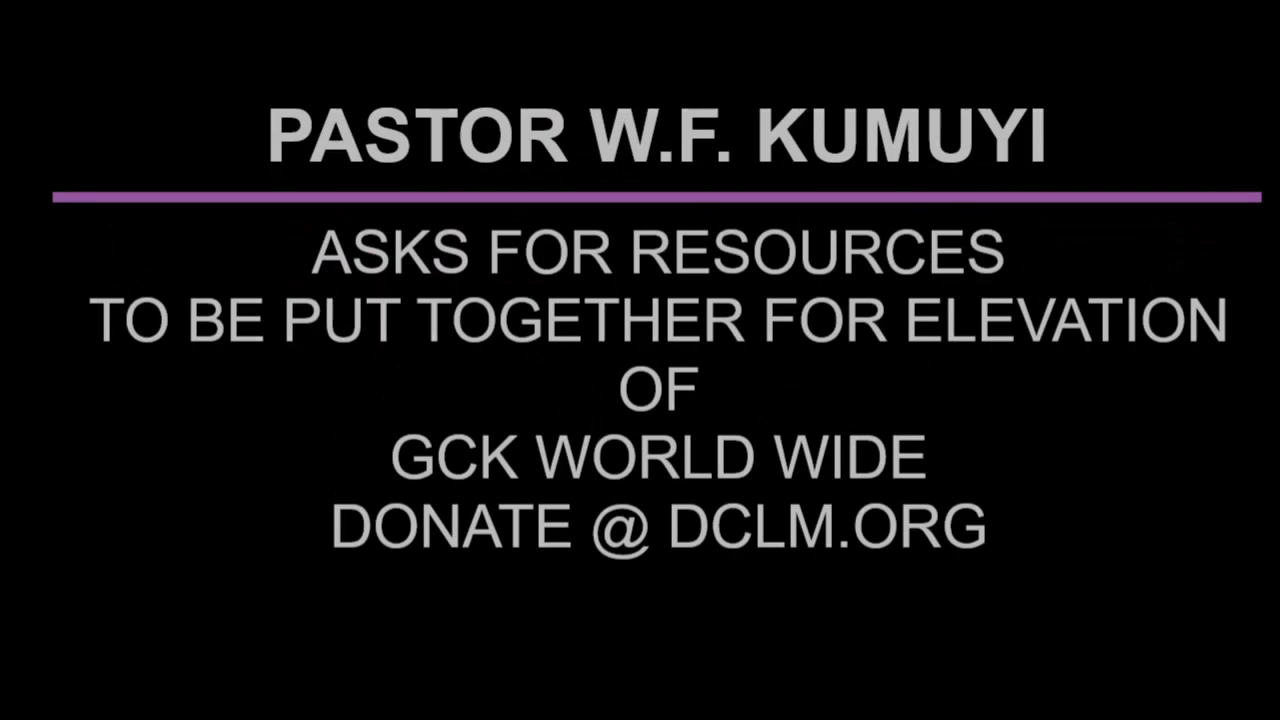 PASTOR W.F. KUMUYI
ASKS FOR RESOURCES
TO BE PUT TOGETHER FOR ELEVATION
OF
GCK WORLD WIDE
DONATE @ DCLM.ORG